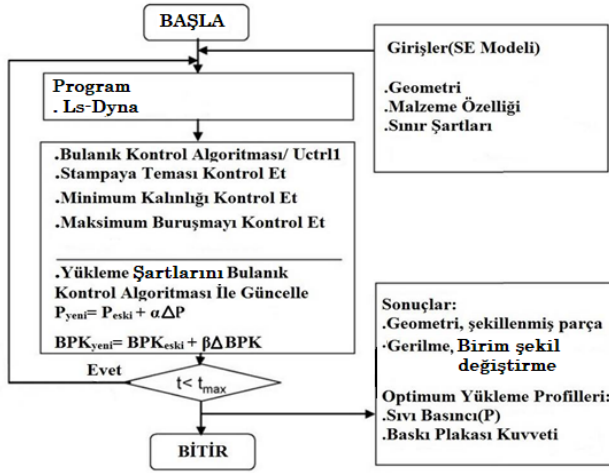 BAŞLA
Girişler(SE Modeli)
.Geometri
.Malzeme Özelliği
.Sınır Şartları
Program
. Ls-Dyna
.Bulanık Kontrol Algoritması/ Uctrl1
.Stampaya Teması Kontrol Et
.Minimum Kalınlığı Kontrol Et
.Maksimum Buruşmayı Kontrol Et
.Yükleme Şartlarını Bulanık
Kontrol Algoritması İle Güncelle
Pyeni= Peski + αΔP
BPKyeni= BPKeski + βΔBPK
Evet
t< tmax
BİTİR
Sonuçlar:
.Geometri, şekillenmiş parça
·Gerilme, Birim şekil
değiştirme
Optimum Yükleme Profilleri:
.Sıvı Basıncı(P)
.Baskı Plakası Kuvveti